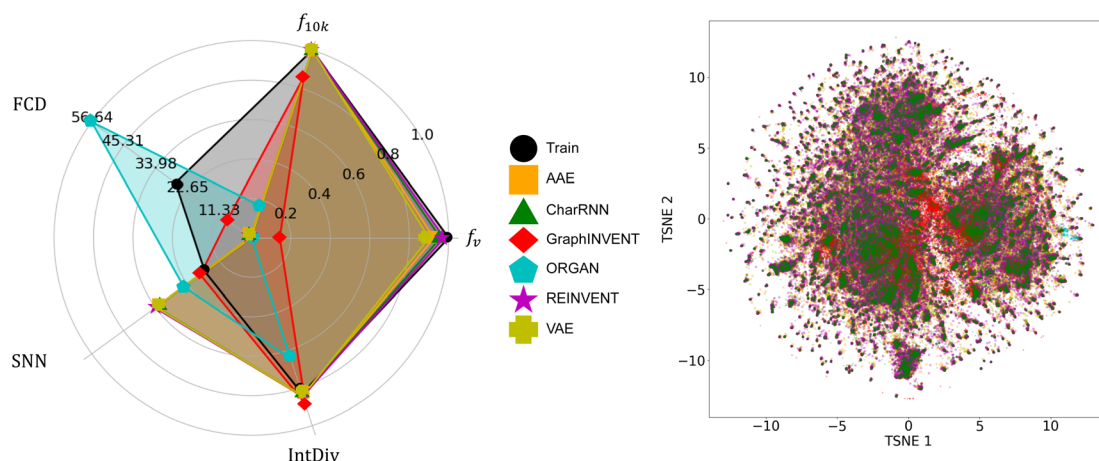 f10k
FCD
56.64
45.31
33.98
22.65
11.33
1.0
0.8
0.6
0.4
0.2
fv
SNN
IntDiv
Train
AAE
CharRNN
GraphINVENT
ORGAN
REINVENT
VAE
10
5
0
−5
−10
TSNE 2
−10 −5 0 5 10
TSNE 1